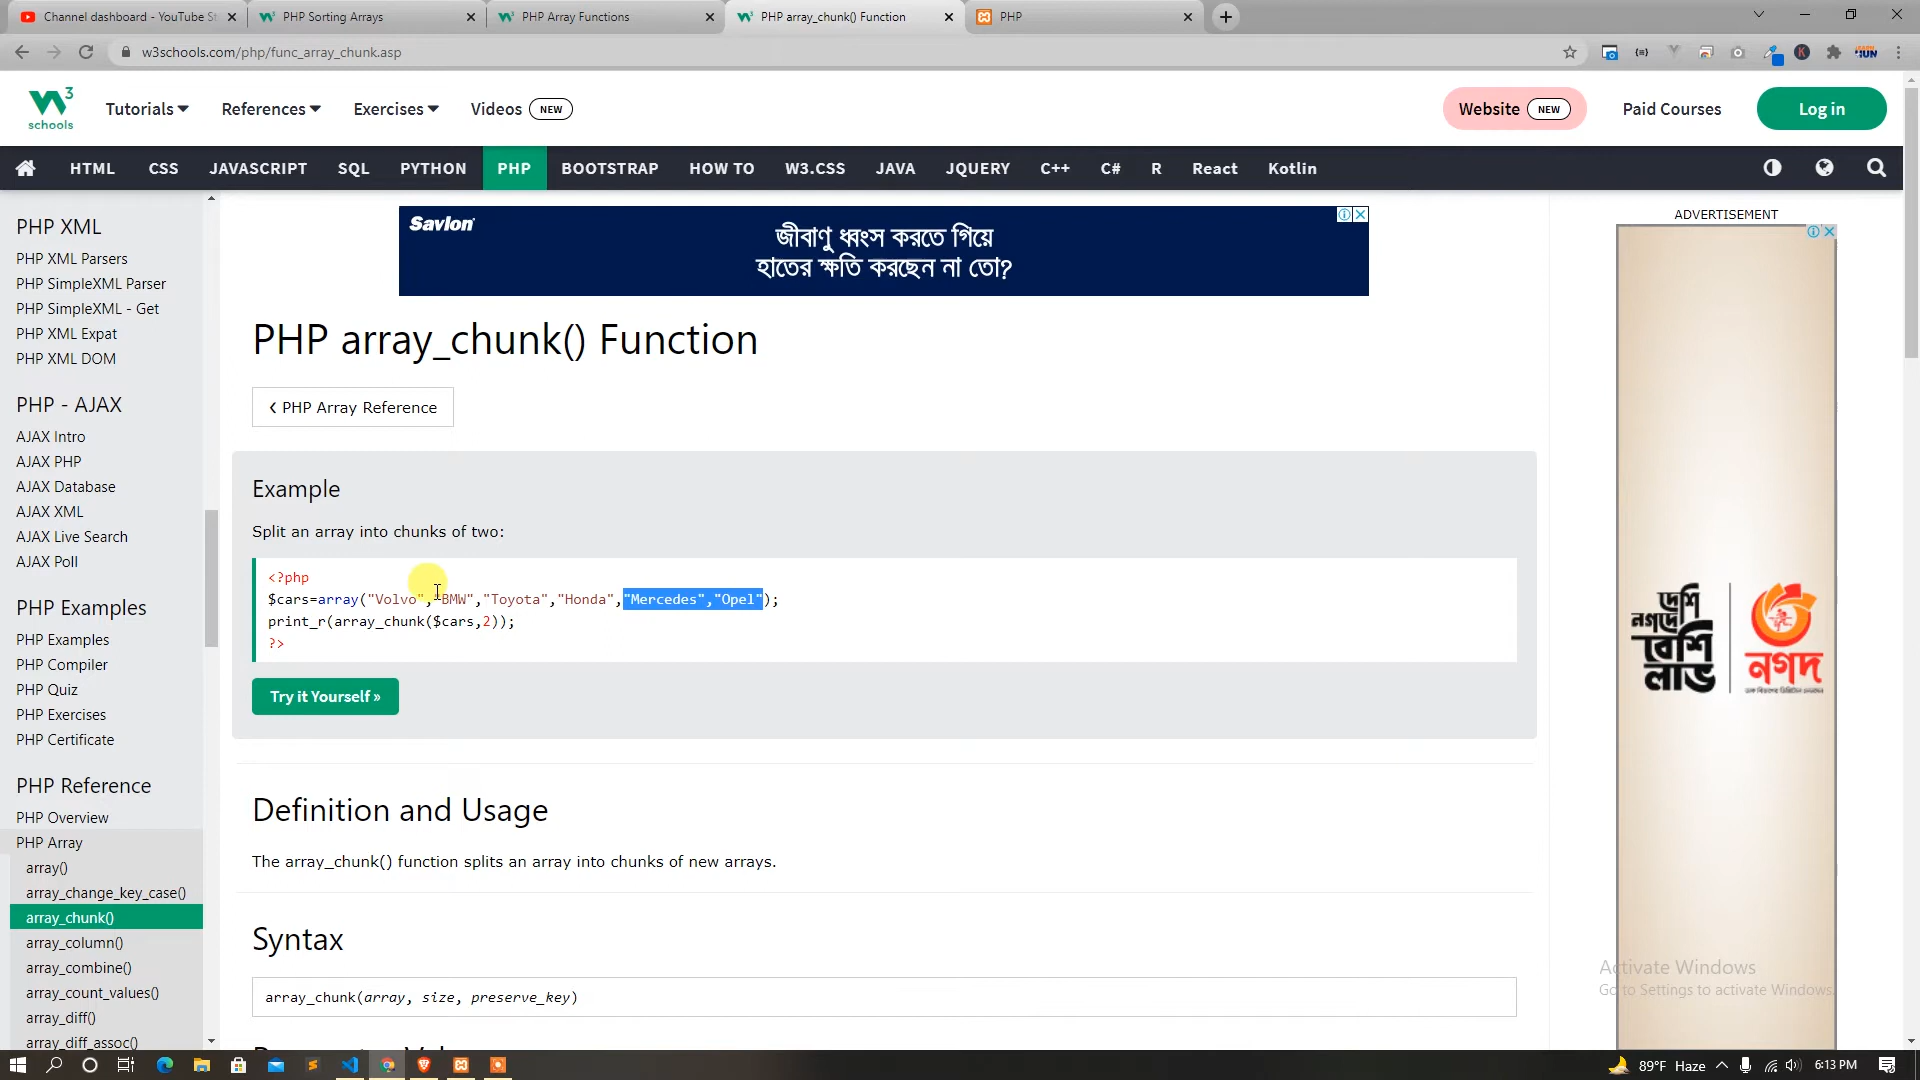 Channel dashboard - YouTube St
PHP Sorting Arrays
PHP Array Functions
PHP array_chunk() Function
PHP
w3schools.com/php/func_array_chunk.asp
3
schools
Tutorials
References
Exercises
Videos NEW
Website NEW
Paid Courses
Log in
HTML
CSS
JAVASCRIPT
SQL
PYTHON
PHP
BOOTSTRAP
HOW TO
W3.CSS
JAVA
JQUERY
C++
C#
R
React
Kotlin
PHP XML
PHP XML Parsers
PHP SimpleXML Parser
PHP SimpleXML - Get
PHP XML Expat
PHP XML DOM
PHP - AJAX
AJAX Intro
AJAX PHP
AJAX Database
AJAX XML
AJAX Live Search
AJAX Poll
PHP Examples
PHP Examples
PHP Compiler
PHP Quiz
PHP Exercises
PHP Certificate
PHP Reference
PHP Overview
PHP Array
array()
array_change_key_case()
array_chunk()
array_column()
array_combine()
array_count_values()
array_diff()
array_diff_assoc()
Savlon
জীবাণু ধ্বংস করতে গিয়ে
হাতের ক্ষতি করছেন না তো?
PHP array_chunk() Function
❮ PHP Array Reference
Example
Split an array into chunks of two:
<?php
$cars=array("Volvo","BMW","Toyota","Honda","Mercedes","Opel");
print_r(array_chunk($cars,2));
?>
Try it Yourself »
Definition and Usage
The array_chunk() function splits an array into chunks of new arrays.
Syntax
array_chunk(array, size, preserve_key)
ADVERTISEMENT
দেশি
নগদে
বেশি
লাভ
নগদ
Activate Windows
Go to Settings to activate Windows.
89°F Haze
6:13 PM